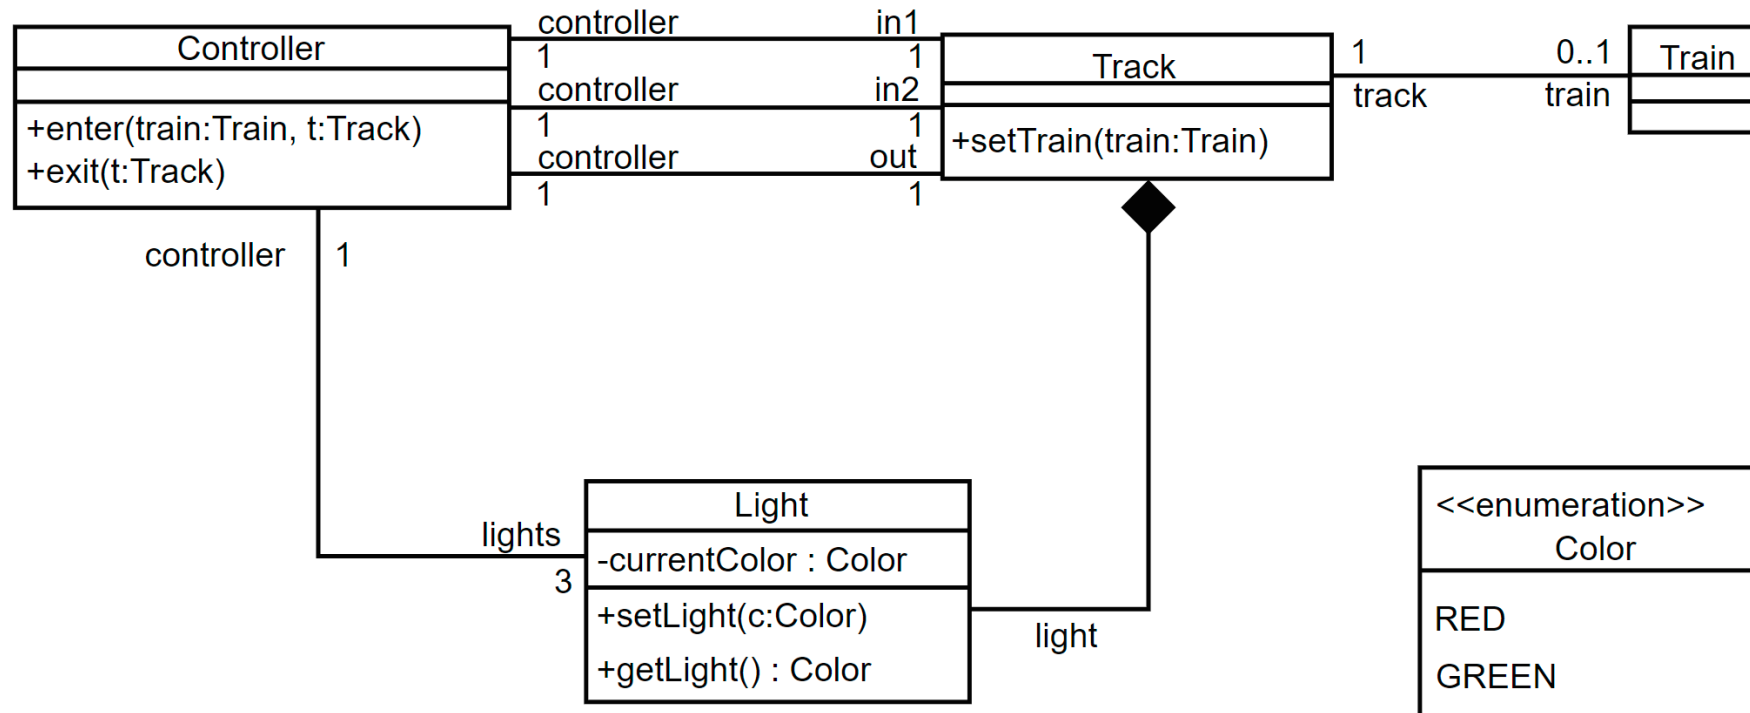 Controller
+enter(train:Train, t:Track)
+exit(t:Track)
controller
in1
1
1
controller
in2
1
1
controller
out
1
1
Track
+setTrain(train:Train)
1
0..1
track
train
Train
controller
1
lights
3
Light
-currentColor : Color
+setLight(c:Color)
+getLight() : Color
light
<<enumeration>>
Color
RED
GREEN